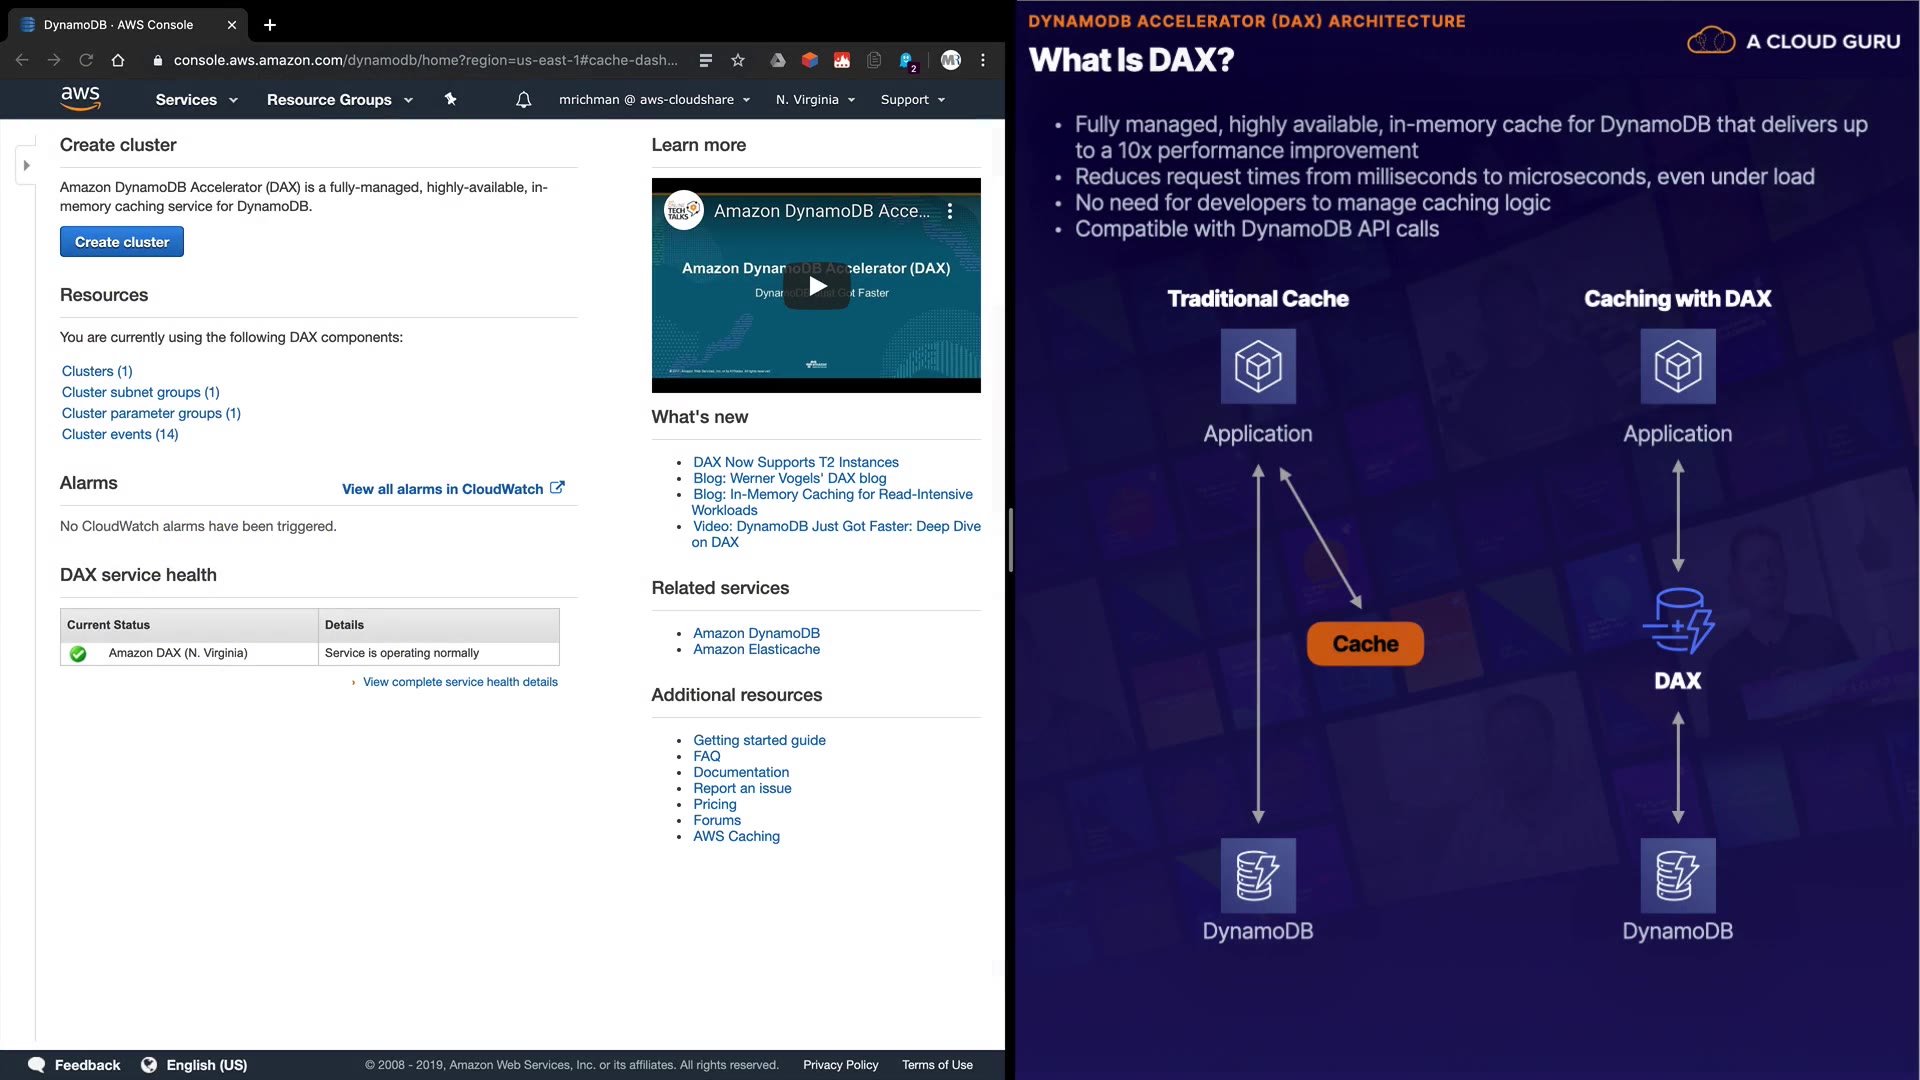 DynamoDB · AWS Console
console.aws.amazon.com/dynamodb/home?region=us-east-1#cache-dash...
2
MR
aws
Services
Resource Groups
mrichman @ aws-cloudshare
N. Virginia
Support
Create cluster
Amazon DynamoDB Accelerator (DAX) is a fully-managed, highly-available, in-
memory caching service for DynamoDB.
Create cluster
Resources
You are currently using the following DAX components:
Clusters (1)
Cluster subnet groups (1)
Cluster parameter groups (1)
Cluster events (14)
Alarms
View all alarms in CloudWatch
No CloudWatch alarms have been triggered.
DAX service health
Current Status
Details
Amazon DAX (N. Virginia)
Service is operating normally
View complete service health details
Learn more
TECH
TALKS
Amazon DynamoDB Acce...
Amazon DynamoDB Accelerator (DAX)
DynamoDB Just Got Faster
What's new
DAX Now Supports T2 Instances
Blog: Werner Vogels' DAX blog
Blog: In-Memory Caching for Read-Intensive
Workloads
Video: DynamoDB Just Got Faster: Deep Dive
on DAX
Related services
Amazon DynamoDB
Amazon Elasticache
Additional resources
Getting started guide
FAQ
Documentation
Report an issue
Pricing
Forums
AWS Caching
Feedback
English (US)
© 2008 - 2019, Amazon Web Services, Inc. or its affiliates. All rights reserved.
Privacy Policy
Terms of Use
DYNAMODB ACCELERATOR (DAX) ARCHITECTURE
What Is DAX?
A CLOUD GURU
• Fully managed, highly available, in-memory cache for DynamoDB that delivers up
to a 10x performance improvement
• Reduces request times from milliseconds to microseconds, even under load
• No need for developers to manage caching logic
• Compatible with DynamoDB API calls
Traditional Cache
Application
Cache
DynamoDB
Caching with DAX
Application
DAX
DynamoDB